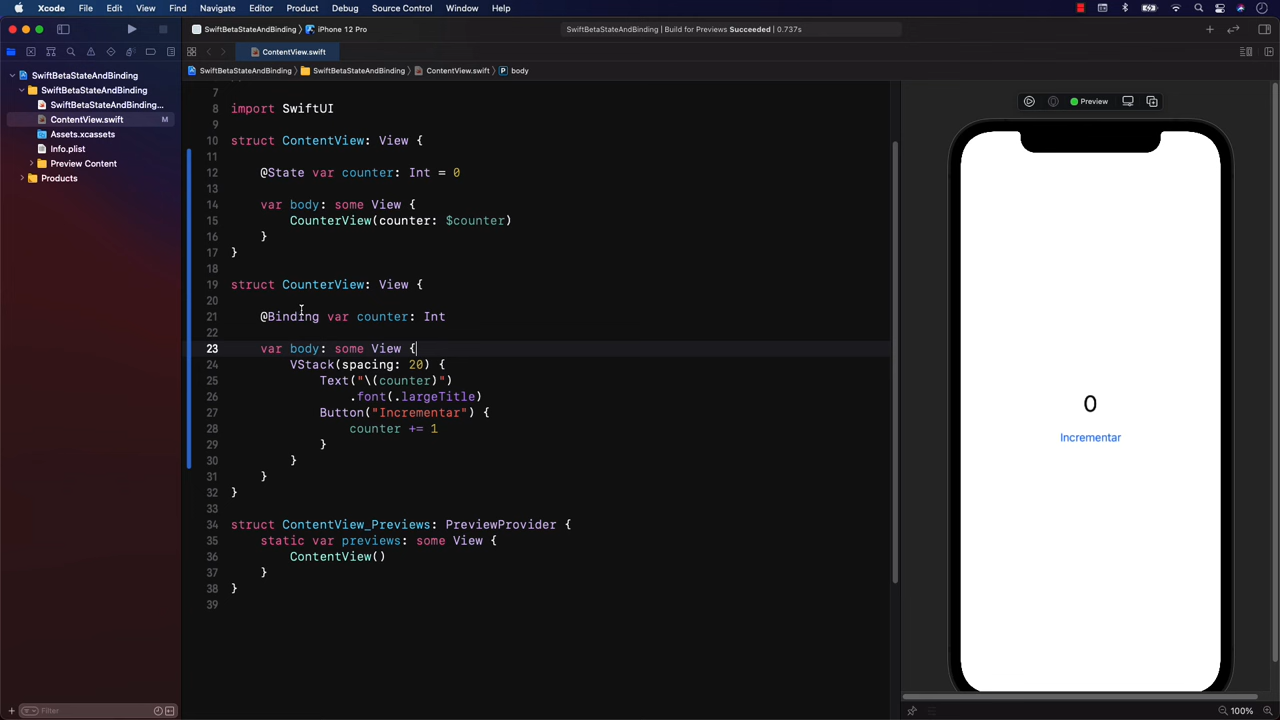 Xcode File Edit View Find Navigate Editor Product Debug Source Control Window Help
SwiftBetaStateAndBinding 〉 iPhone 12 Pro
SwiftBetaStateAndBinding | Build for Previews Succeeded | 0.737s
ContentView.swift
SwiftBetaStateAndBinding 〉 SwiftBetaStateAndBinding 〉 ContentView.swift 〉 body
SwiftBetaStateAndBinding
SwiftBetaStateAndBinding
SwiftBetaStateAndBinding...
ContentView.swift M
Assets.xcassets
Info.plist
Preview Content
Products
Filter
7
8 import SwiftUI
9
10 struct ContentView: View {
11
12 @State var counter: Int = 0
13
14 var body: some View {
15 CounterView(counter: $counter)
16 }
17 }
18
19 struct CounterView: View {
20
21 @Binding var counter: Int
22
23 var body: some View {
24 VStack(spacing: 20) {
25 Text("\(counter)")
26 .font(.largeTitle)
27 Button("Incrementar") {
28 counter += 1
29 }
30 }
31 }
32 }
33
34 struct ContentView_Previews: PreviewProvider {
35 static var previews: some View {
36 ContentView()
37 }
38 }
39
Preview
0
Incrementar
100%